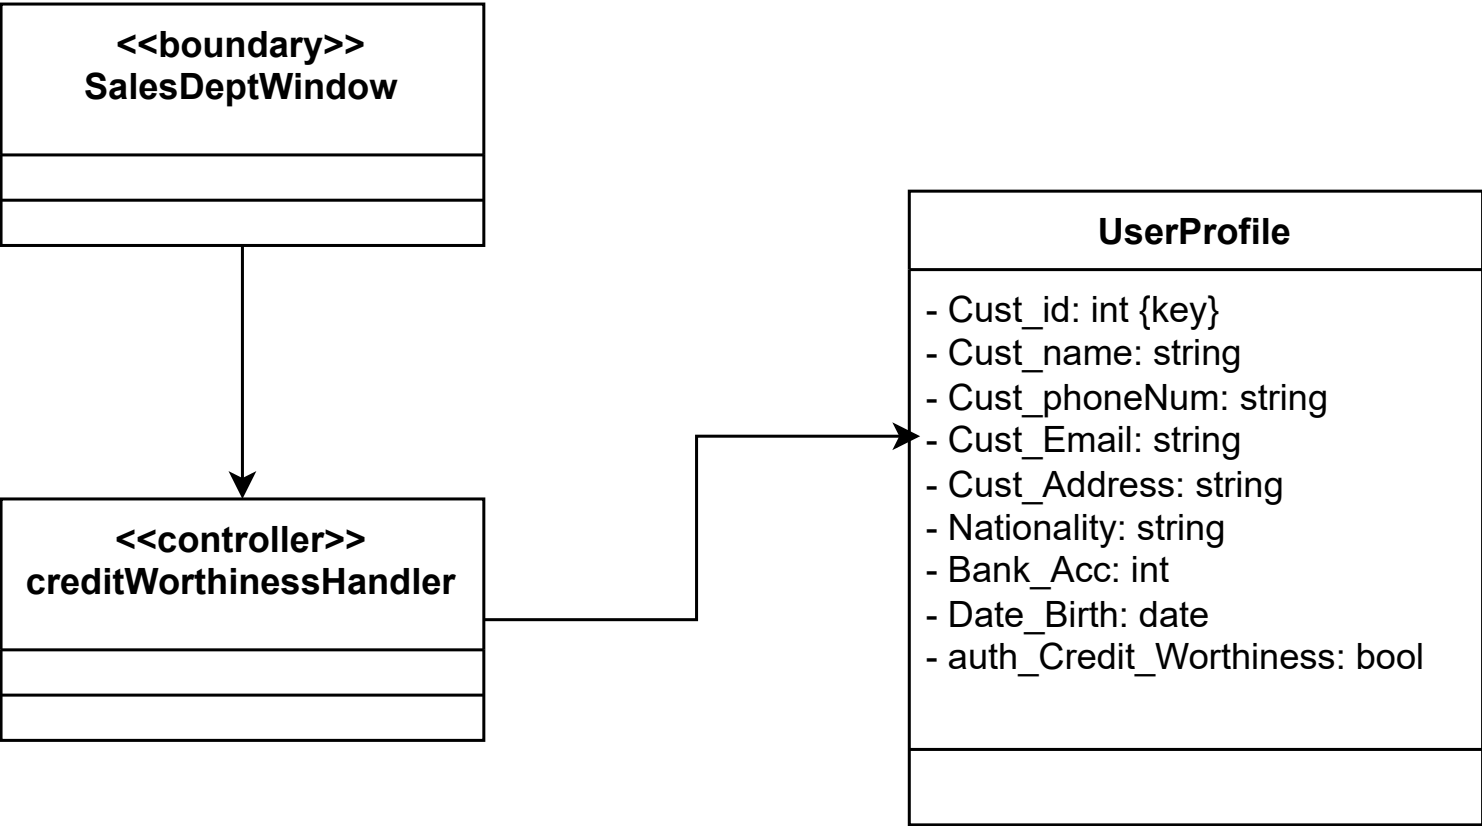 <<boundary>>
SalesDeptWindow
<<controller>>
creditWorthinessHandler
UserProfile
- Cust_id: int {key}
- Cust_name: string
- Cust_phoneNum: string
- Cust_Email: string
- Cust_Address: string
- Nationality: string
- Bank_Acc: int
- Date_Birth: date
- auth_Credit_Worthiness: bool